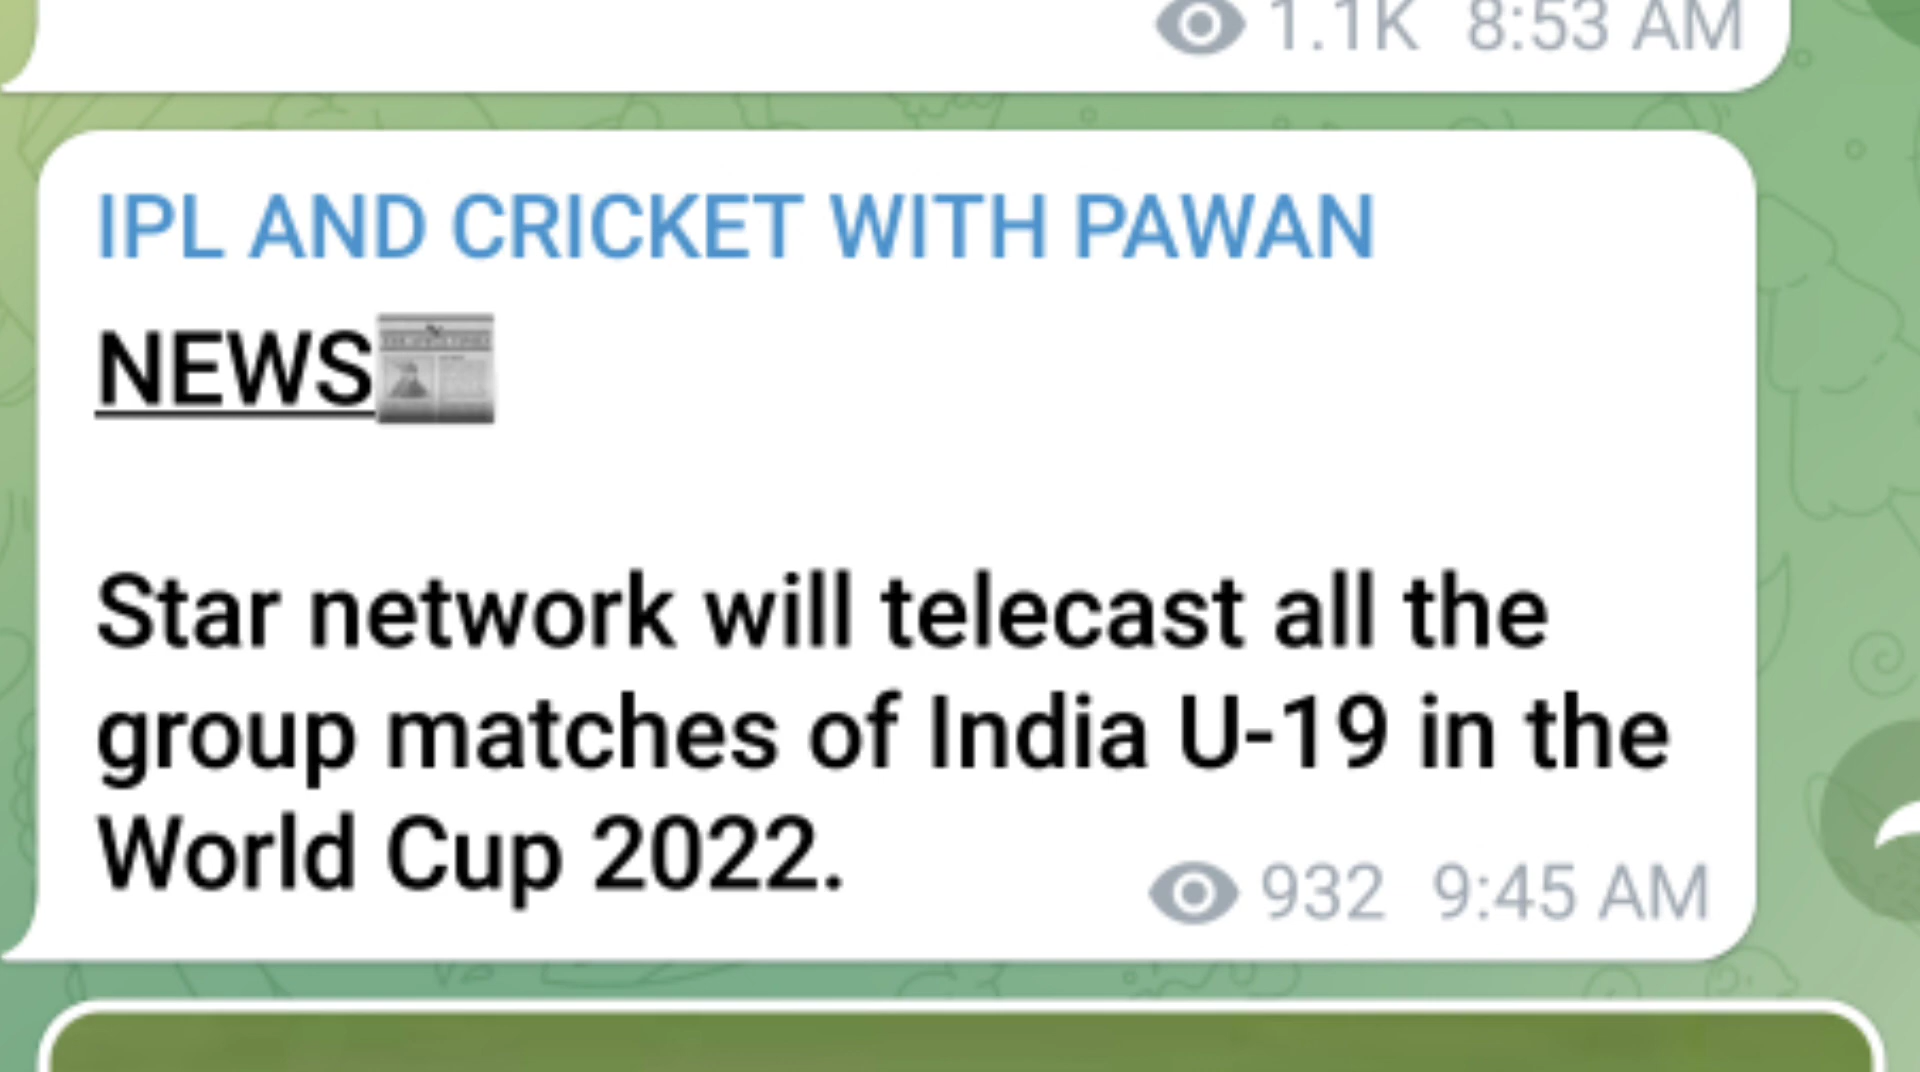 1.1K 8:53 AM
IPL AND CRICKET WITH PAWAN
NEWS📰
Star network will telecast all the
group matches of India U-19 in the
World Cup 2022.
932 9:45 AM